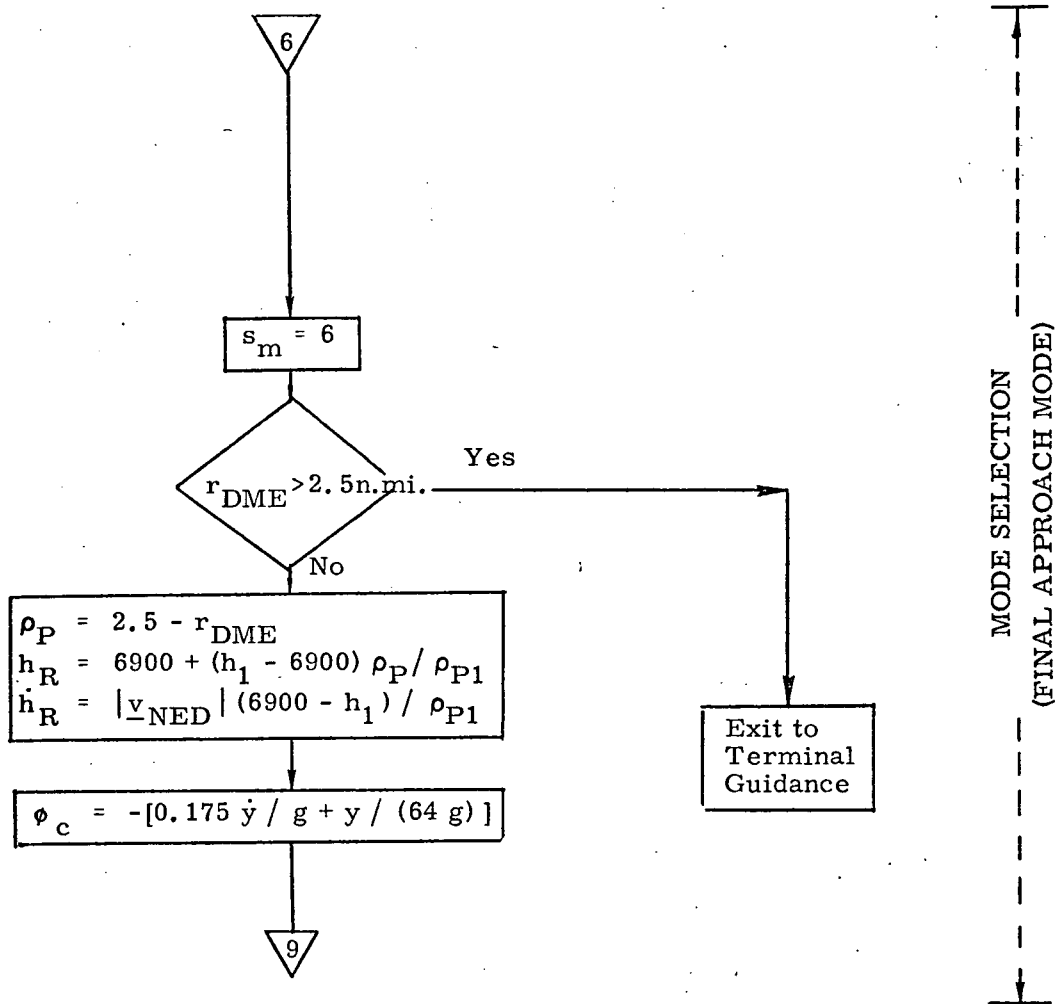 6
s_m = 6
r_DME > 2.5 n.mi.
Yes
No
ρ_P = 2.5 - r_DME
h_R = 6900 + (h_1 - 6900) ρ_P / ρ_P1
ḣ_R = |v_NED| (6900 - h_1) / ρ_P1
Exit to
Terminal
Guidance
ϕ_c = -[0.175 ẏ / g + y / (64 g)]
9
MODE SELECTION
(FINAL APPROACH MODE)